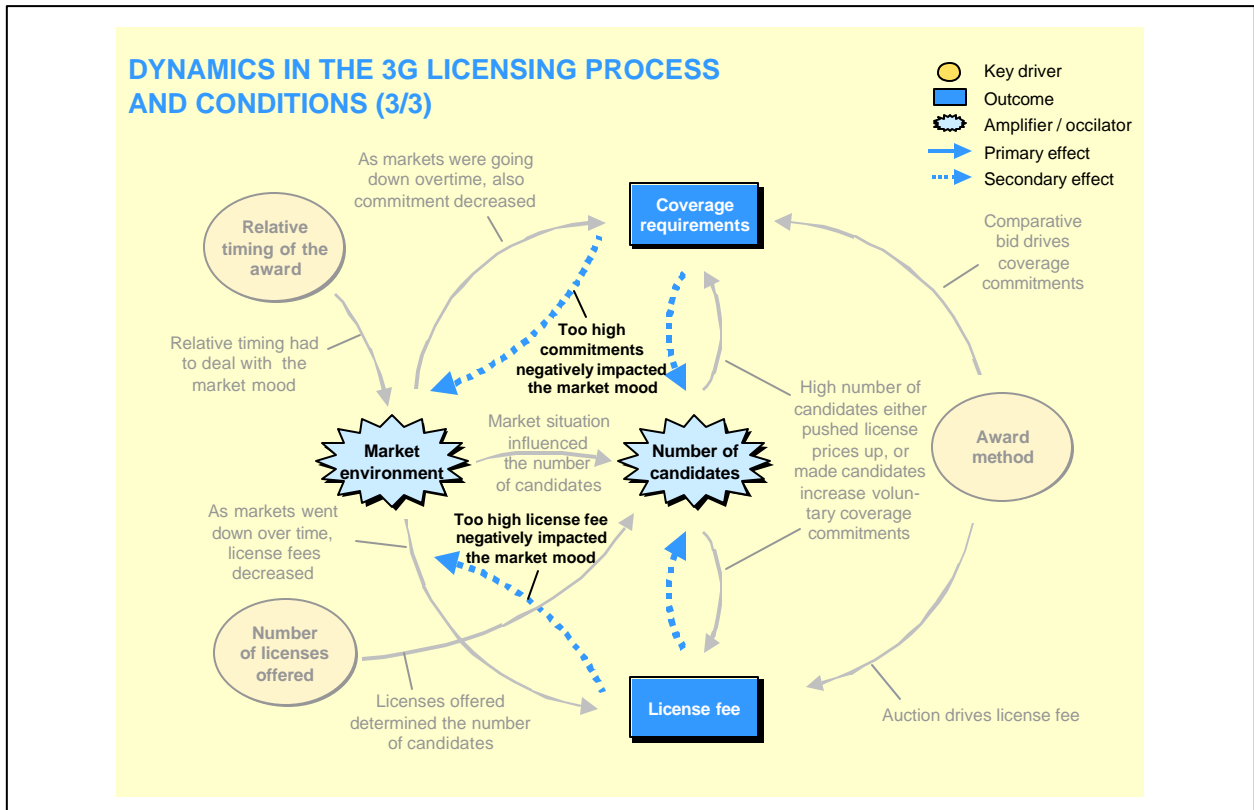 DYNAMICS IN THE 3G LICENSING PROCESS
AND CONDITIONS (3/3)
Key driver
Outcome
Amplifier / occilator
Primary effect
Secondary effect
As markets were going
down overtime, also
commitment decreased
Relative
timing of the
award
Coverage
requirements
Comparative
bid drives
coverage
commitments
Relative timing had
to deal with the
market mood
Too high
commitments
negatively impacted
the market mood
High number of
candidates either
pushed license
prices up, or
made candidates
increase volun-
tary coverage
commitments
Market
environment
Market situation
influenced
the number
of candidates
Number of
candidates
Award
method
As markets went
down over time,
license fees
decreased
Too high license fee
negatively impacted
the market mood
Number
of licenses
offered
Licenses offered
determined the number
of candidates
License fee
Auction drives license fee